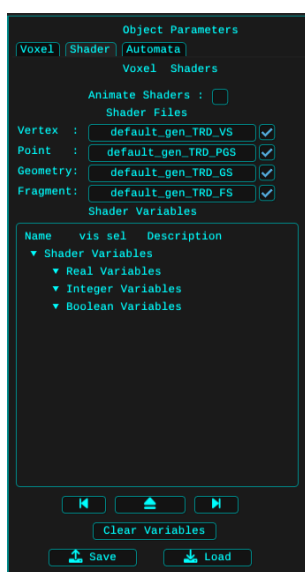 Object Parameters
Voxel Shader Automata
Voxel Shaders
Animate Shaders :
Shader Files
Vertex : default_gen_TRD_VS
Point : default_gen_TRD_PGS
Geometry: default_gen_TRD_GS
Fragment: default_gen_TRD_FS
Shader Variables
Name vis sel Description
Shader Variables
Real Variables
Integer Variables
Boolean Variables
Clear Variables
Save Load